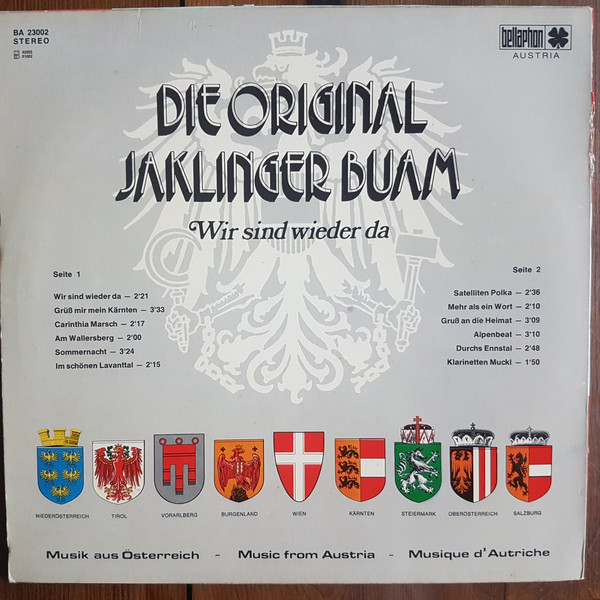 BA 23002
STEREO
bellaphon
AUSTRIA
DIE ORIGINAL
JAKLINGER BUAM
Wir sind wieder da
Seite 1
Wir sind wieder da — 2'21
Grüß mir mein Kärnten — 3'33
Carinthia Marsch — 2'17
Am Wallersberg — 2'00
Sommernacht — 3'24
Im schönen Lavanttal — 2'15
Seite 2
Satelliten Polka — 2'36
Mehr als ein Wort — 2'10
Gruß an die Heimat — 3'09
Alpenbeat — 3'10
Durchs Ennstal — 2'48
Klarinetten Muckl — 1'50
NIEDERÖSTERREICH TIROL VORARLBERG BURGENLAND WIEN KÄRNTEN STEIERMARK OBERÖSTERREICH SALZBURG
Musik aus Österreich - Music from Austria - Musique d'Autriche